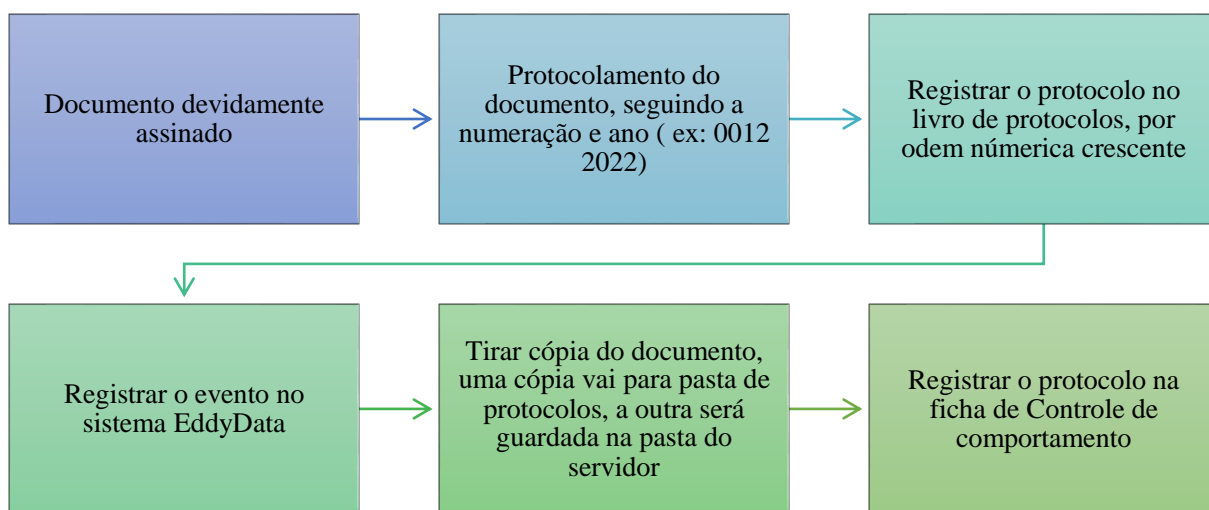 Documento devidamente
assinado
Protocolamento do
documento, seguindo a
numeração e ano ( ex: 0012
2022)
Registrar o protocolo no
livro de protocolos, por
odem númerica crescente
Registrar o evento no
sistema EddyData
Tirar cópia do documento,
uma cópia vai para pasta de
protocolos, a outra será
guardada na pasta do
servidor
Registrar o protocolo na
ficha de Controle de
comportamento